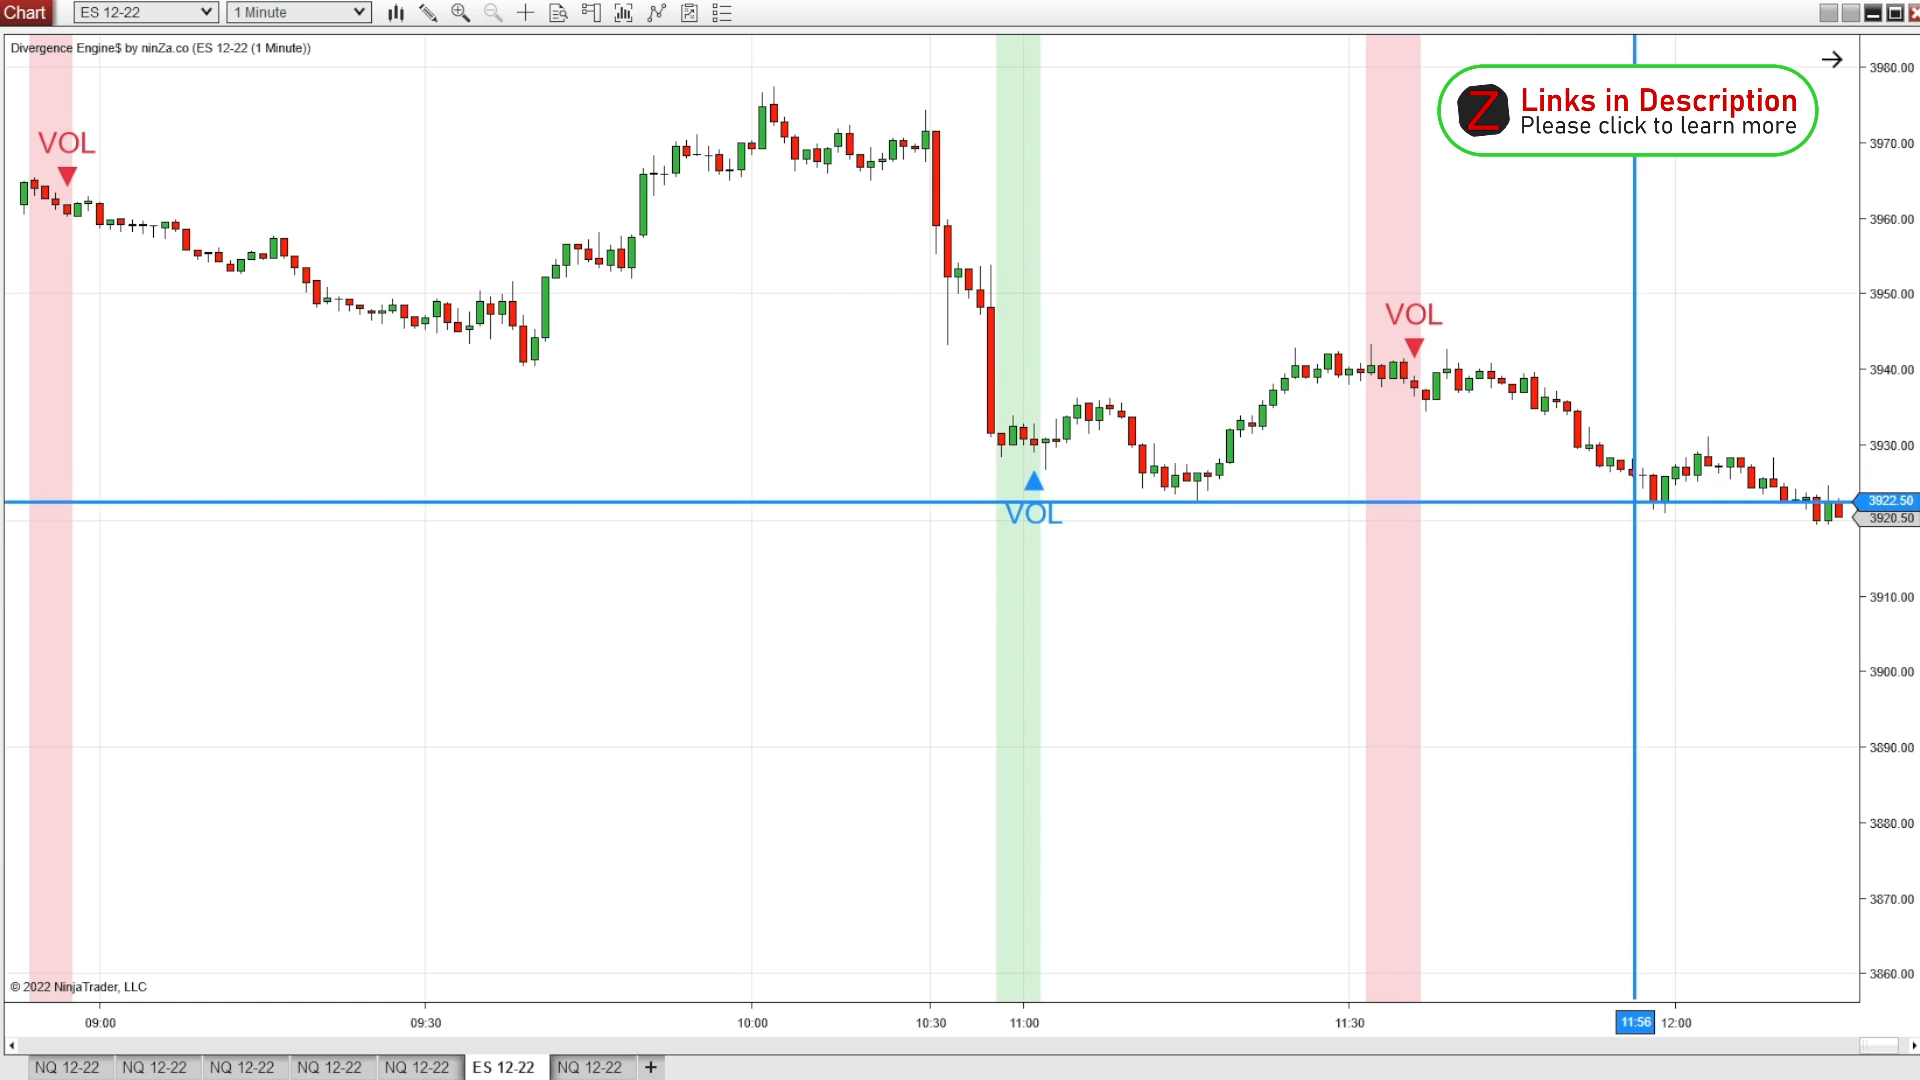 Chart ES 12-22 1 Minute
Divergence Engine$ by ninZa.co (ES 12-22 (1 Minute))
Z Links in Description
Please click to learn more
VOL
VOL
VOL
3980.00
3970.00
3960.00
3950.00
3940.00
3930.00
3922.50
3920.50
3910.00
3900.00
3890.00
3880.00
3870.00
3860.00
© 2022 NinjaTrader, LLC
09:00 09:30 10:00 10:30 11:00 11:30 11:56 12:00
NQ 12-22 NQ 12-22 NQ 12-22 NQ 12-22 NQ 12-22 ES 12-22 NQ 12-22 +